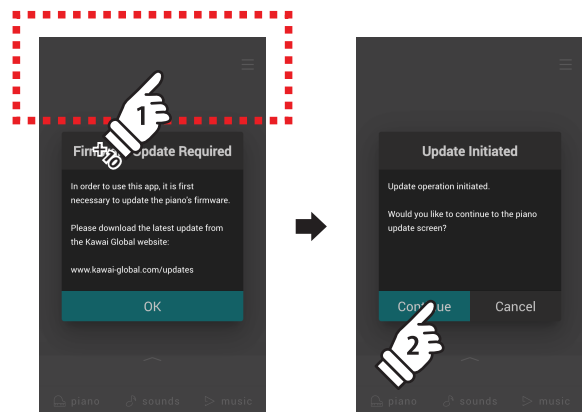 1
×10
Firmware Update Required
In order to use this app, it is first
necessary to update the piano's firmware.
Please download the latest update from
the Kawai Global website:
www.kawai-global.com/updates
OK
piano sounds music
Update Initiated
Update operation initiated.
Would you like to continue to the piano
update screen?
Continue Cancel
2
piano sounds music